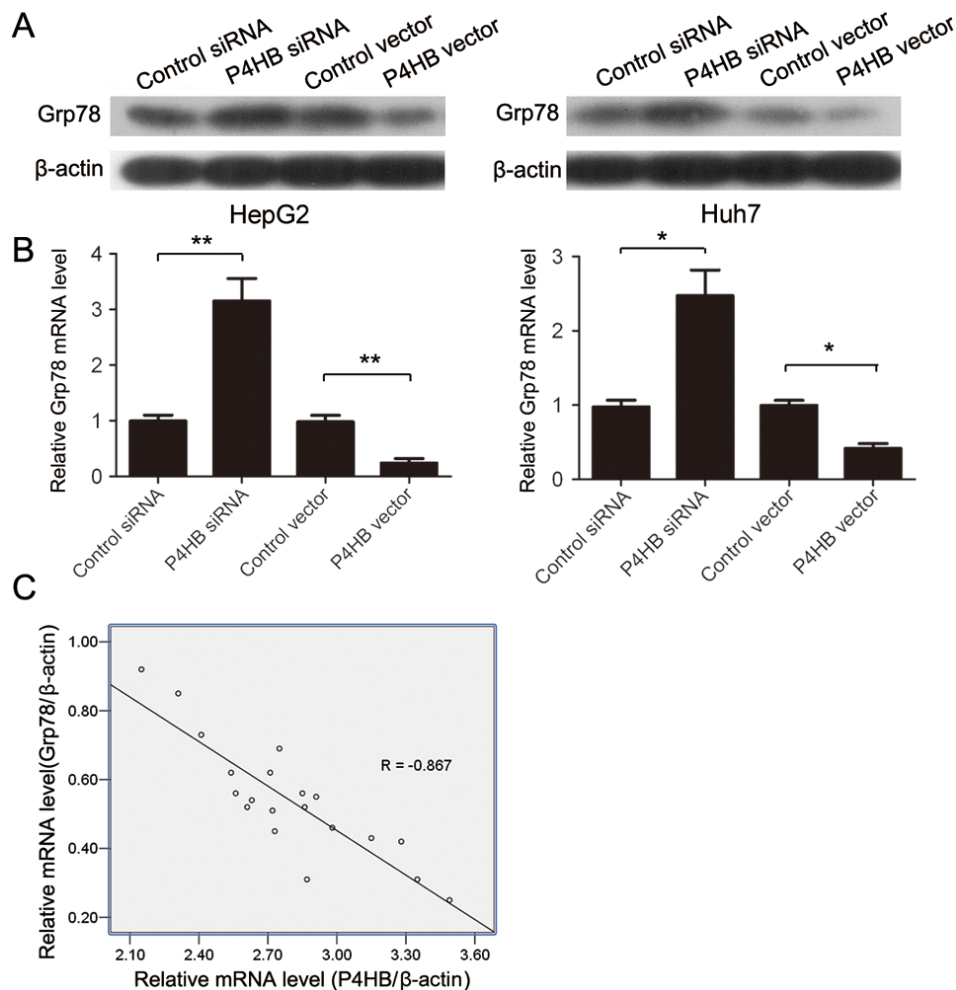 A
Control siRNA
P4HB siRNA
Control vector
P4HB vector
Control siRNA
P4HB siRNA
Control vector
P4HB vector
Grp78
Grp78
β-actin
β-actin
HepG2
Huh7
B
Relative Grp78 mRNA level
4
3
2
1
0
**
**
Control siRNA
P4HB siRNA
Control vector
P4HB vector
Relative Grp78 mRNA level
3
2
1
0
*
*
Control siRNA
P4HB siRNA
Control vector
P4HB vector
C
Relative mRNA level(Grp78/β-actin)
1.00
0.80
0.60
0.40
0.20
R = -0.867
2.10 2.40 2.70 3.00 3.30 3.60
Relative mRNA level (P4HB/β-actin)